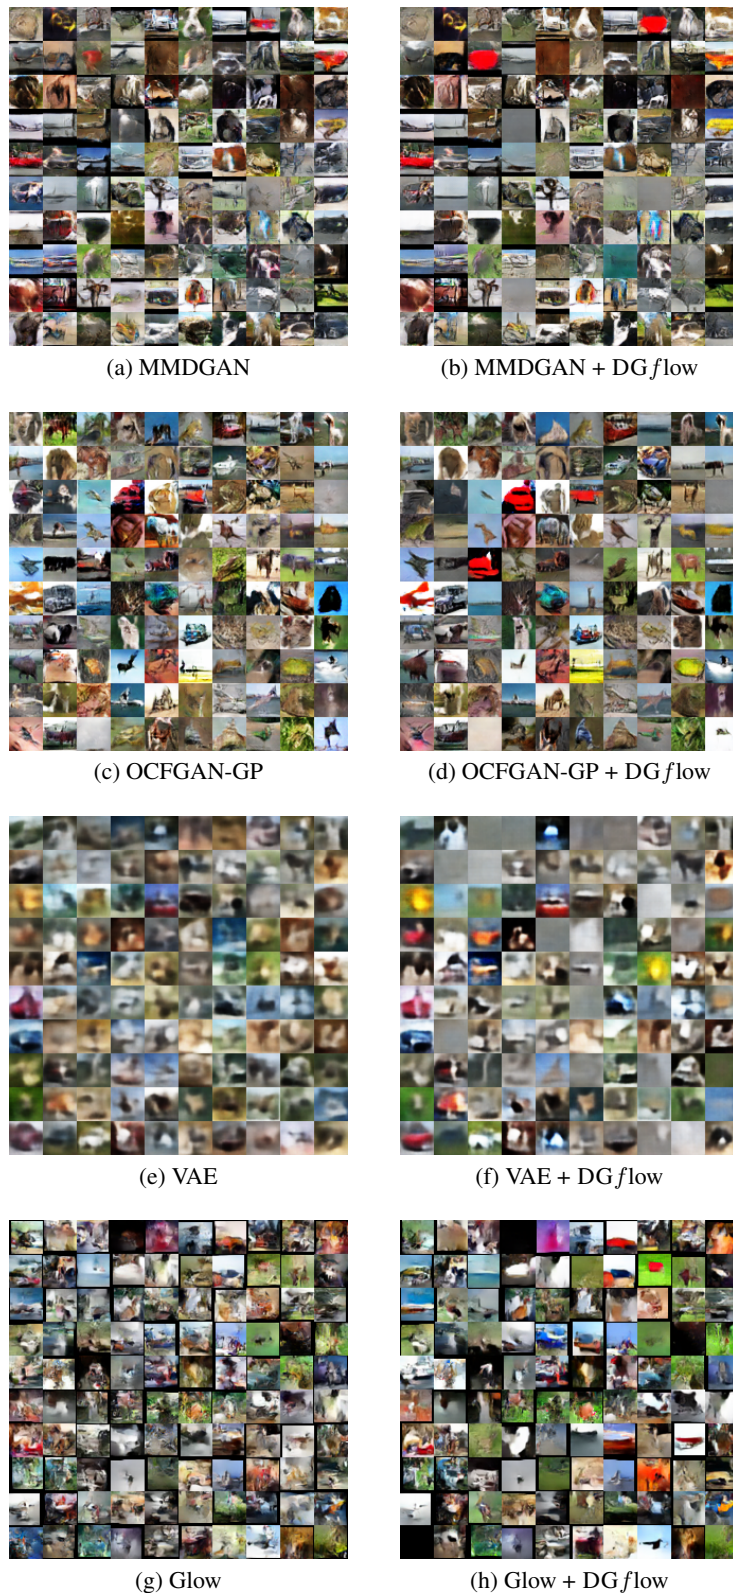 (a) MMDGAN
(b) MMDGAN + DGflow
(c) OCFGAN-GP
(d) OCFGAN-GP + DGflow
(e) VAE
(f) VAE + DGflow
(g) Glow
(h) Glow + DGflow